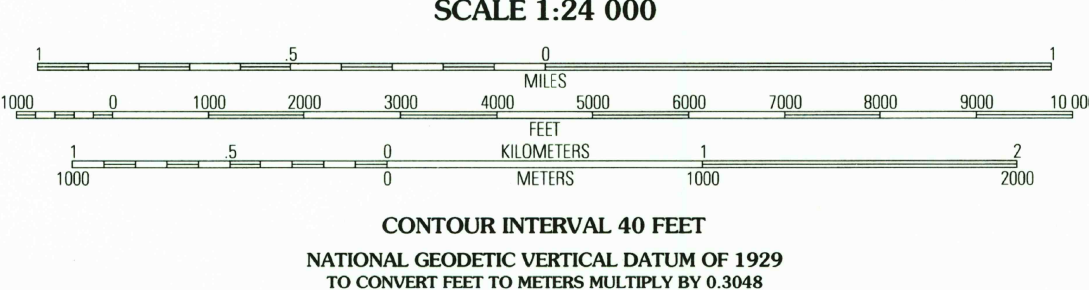 SCALE 1:24 000
1 .5 0 1
MILES
1000 0 1000 2000 3000 4000 5000 6000 7000 8000 9000 10 00
FEET
1 .5 0 KILOMETERS 1 2
1000 0 METERS 1000 2000
CONTOUR INTERVAL 40 FEET
NATIONAL GEODETIC VERTICAL DATUM OF 1929
TO CONVERT FEET TO METERS MULTIPLY BY 0.3048